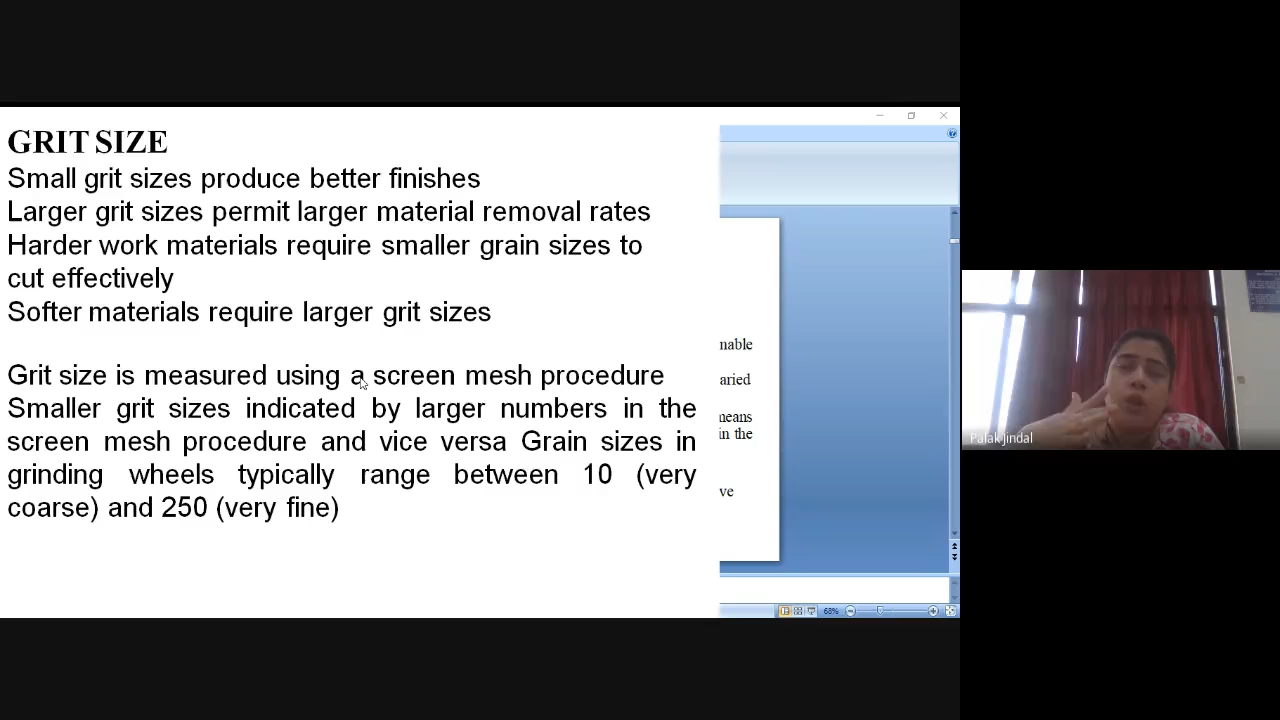 GRIT SIZE
Small grit sizes produce better finishes
Larger grit sizes permit larger material removal rates
Harder work materials require smaller grain sizes to
cut effectively
Softer materials require larger grit sizes
Grit size is measured using a screen mesh procedure
Smaller grit sizes indicated by larger numbers in the
screen mesh procedure and vice versa Grain sizes in
grinding wheels typically range between 10 (very
coarse) and 250 (very fine)
nable
aried
means
in the
ve
68%
Palak Jindal